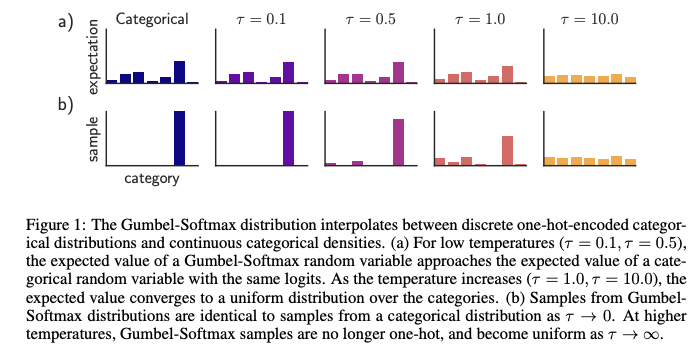 a) Categorical τ = 0.1 τ = 0.5 τ = 1.0 τ = 10.0
expectation
b)
sample
category
Figure 1: The Gumbel-Softmax distribution interpolates between discrete one-hot-encoded categor-
ical distributions and continuous categorical densities. (a) For low temperatures (τ = 0.1, τ = 0.5),
the expected value of a Gumbel-Softmax random variable approaches the expected value of a cate-
gorical random variable with the same logits. As the temperature increases (τ = 1.0, τ = 10.0), the
expected value converges to a uniform distribution over the categories. (b) Samples from Gumbel-
Softmax distributions are identical to samples from a categorical distribution as τ → 0. At higher
temperatures, Gumbel-Softmax samples are no longer one-hot, and become uniform as τ → ∞.